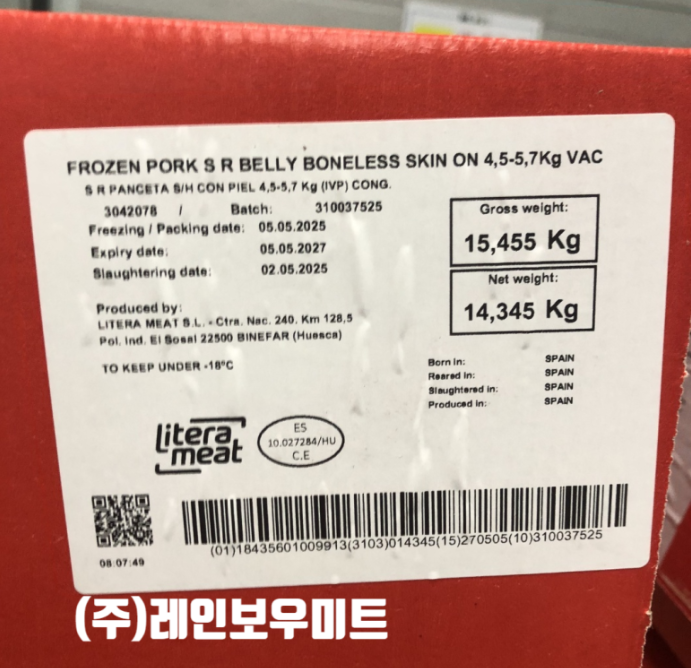 FROZEN PORK S R BELLY BONELESS SKIN ON 4,5-5,7Kg VAC
S R PANCETA S/H CON PIEL 4,5-5,7 Kg (IVP) CONG.
3042078 / Batch: 310037525
Freezing / Packing date: 05.05.2025
Expiry date: 05.05.2027
Slaughtering date: 02.05.2025
Gross weight:
15,455 Kg
Net weight:
14,345 Kg
Produced by:
LITERA MEAT S.L. - Ctra. Nac. 240, Km 128,5
Pol. Ind. El Sosal 22500 BINEFAR (Huesca)
TO KEEP UNDER -18ºC
Born in: SPAIN
Reared in: SPAIN
Slaughtered in: SPAIN
Produced in: SPAIN
litera meat
ES
10.027284/HU
C.E
(01)18435601009913(3103)014345(15)270505(10)310037525
08:07:49
(주)레인보우미트